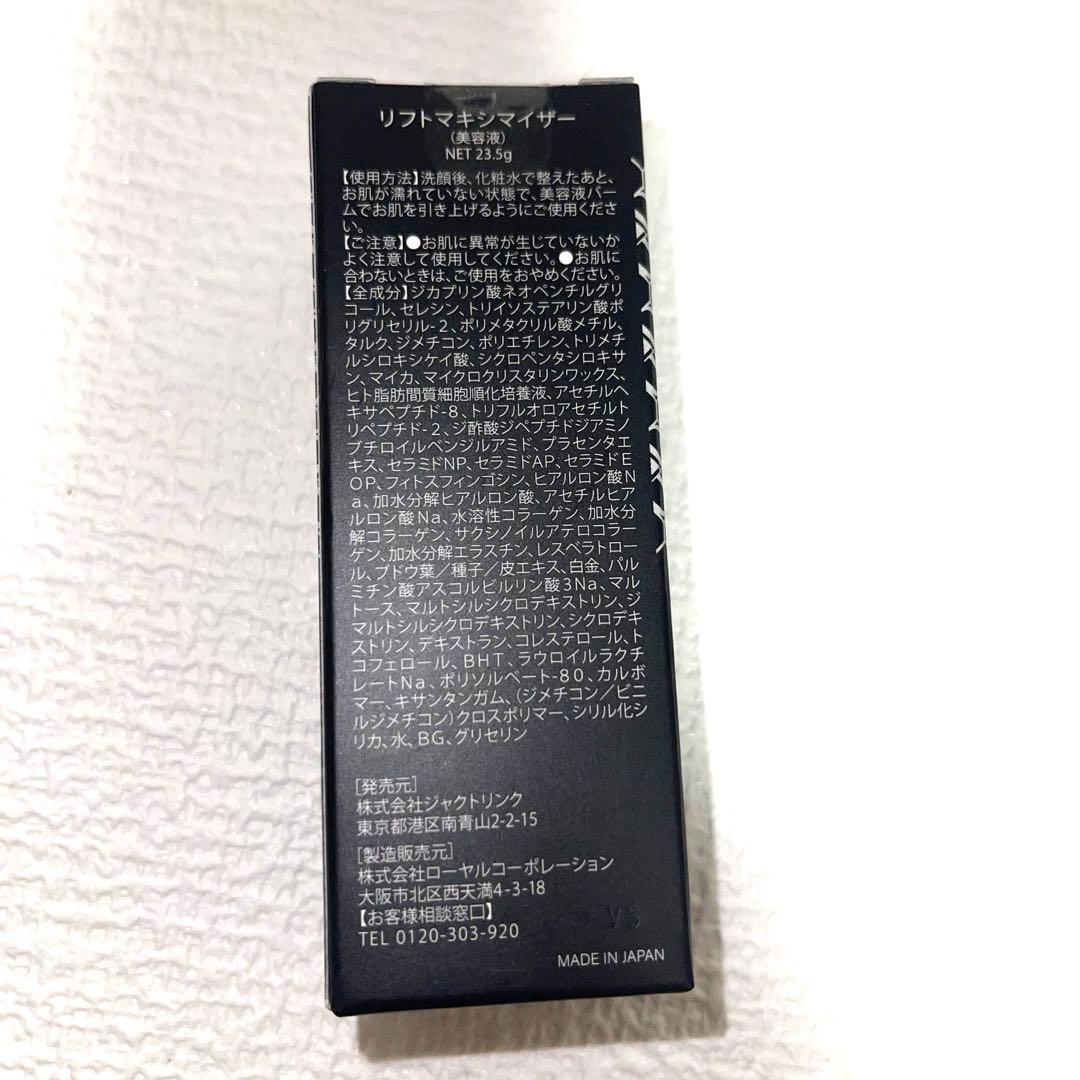 リフトマキシマイザー
(美容液)
NET 23.5g
【使用方法】洗顔後、化粧水で整えたあと、
お肌が濡れていない状態で、美容液バー
ムでお肌を引き上げるようにご使用くださ
い。
【ご注意】●お肌に異常が生じていないか
よく注意して使用してください。●お肌に
合わないときは、ご使用をおやめください。
【全成分】ジカプリン酸ネオペンチルグリ
コール、セレシン、トリイソステアリン酸ポ
リグリセリル-2、ポリメタクリル酸メチル、
タルク、ジメチコン、ポリエチレン、トリメチ
ルシロキシケイ酸、シクロペンタシロキサ
ン、マイカ、マイクロクリスタリンワックス、
ヒト脂肪間質細胞順化培養液、アセチルヘ
キサペプチド-8、トリフルオロアセチルト
リペプチド-2、ジ酢酸ジペプチドジアミノ
ブチロイルベンジルアミド、プラセンタエ
キス、セラミドNP、セラミドAP、セラミドE
OP、フィトスフィンゴシン、ヒアルロン酸N
a、加水分解ヒアルロン酸、アセチルヒア
ルロン酸Na、水溶性コラーゲン、加水分
解コラーゲン、サクシノイルアテロコラー
ゲン、加水分解エラスチン、レスベラトロー
ル、ブドウ葉／種子／皮エキス、白金、パル
ミチン酸アスコルビルリン酸3Na、マル
トース、マルトシルシクロデキストリン、ジ
マルトシルシクロデキストリン、シクロデキ
ストリン、デキストラン、コレステロール、ト
コフェロール、BHT、ラウロイルラクチ
レートNa、ポリソルベート-80、カルボ
マー、キサンタンガム、(ジメチコン／ビニ
ルジメチコン)クロスポリマー、シリル化シ
リカ、水、BG、グリセリン
[発売元]
株式会社ジャクトリンク
東京都港区南青山2-2-15
[製造販売元]
株式会社ローヤルコーポレーション
大阪市北区西天満4-3-18
【お客様相談窓口】
TEL 0120-303-920
VS
MADE IN JAPAN